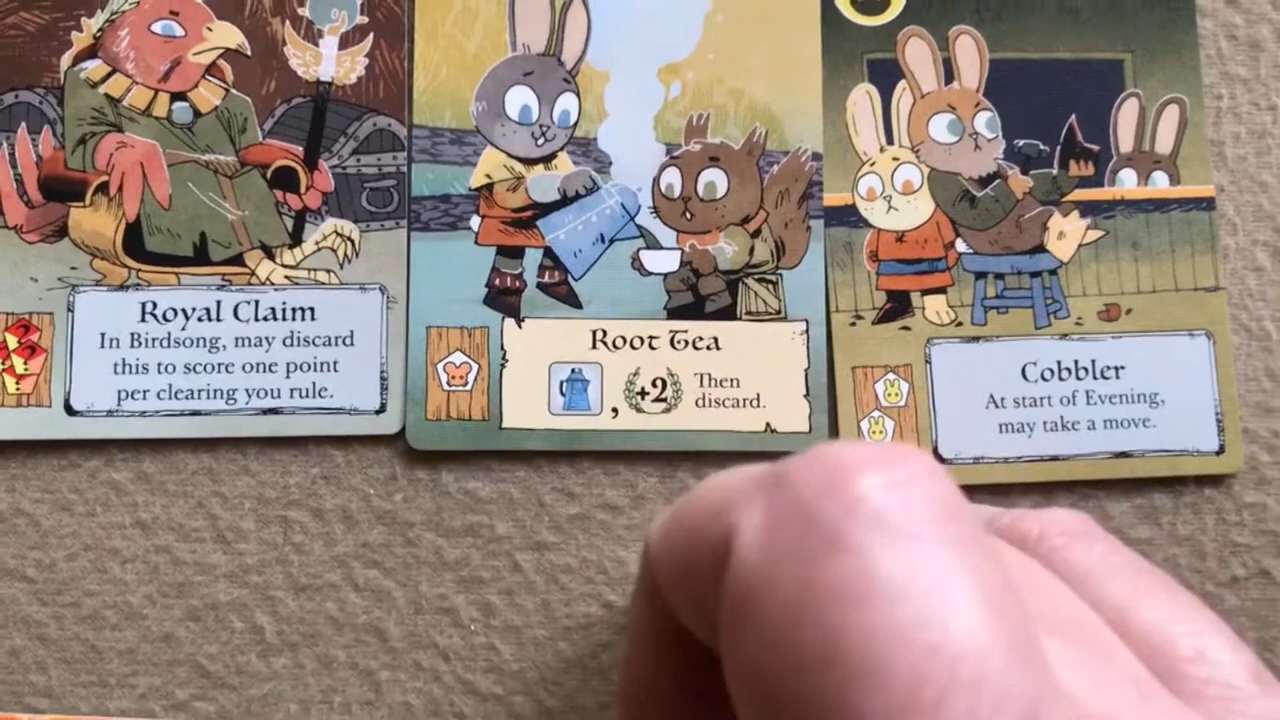 Royal Claim
In Birdsong, may discard
this to score one point
per clearing you rule.
Root Tea
, +2 Then
discard.
Cobbler
At start of Evening,
may take a move.